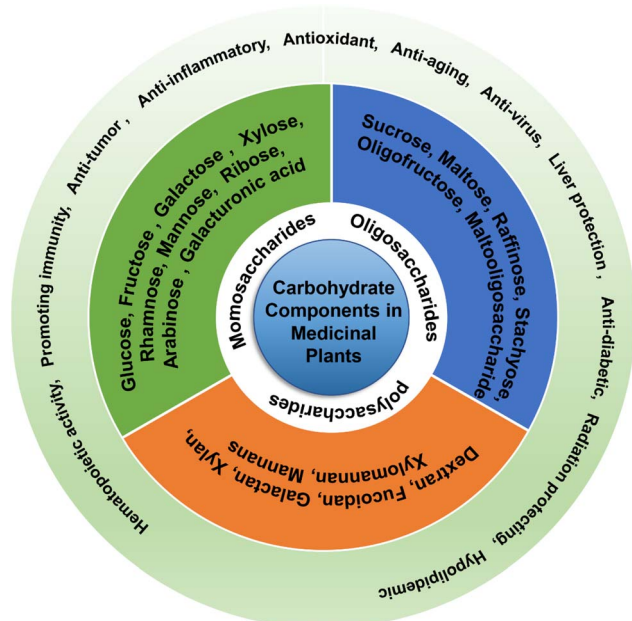 Hematopoietic activity, Promoting immunity, Anti-tumor , Anti-inflammatory, Antioxidant, Anti-aging, Anti-virus, Liver protection , Anti-diabetic, Radiation protecting, Hypolipidemic
Glucose, Fructose , Galactose , Xylose,
Rhamnose, Mannose , Ribose,
Arabinose , Galacturonic acid
Sucrose, Maltose, Raffinose, Stachyose,
Oligofructose, Maltooligosaccharide
Momosaccharides
Oligosaccharides
polysaccharides
Carbohydrate
Components in
Medicinal
Plants
Dextran, Fucoidan, Galactan, Xylan,
Xylomannan, Mannans